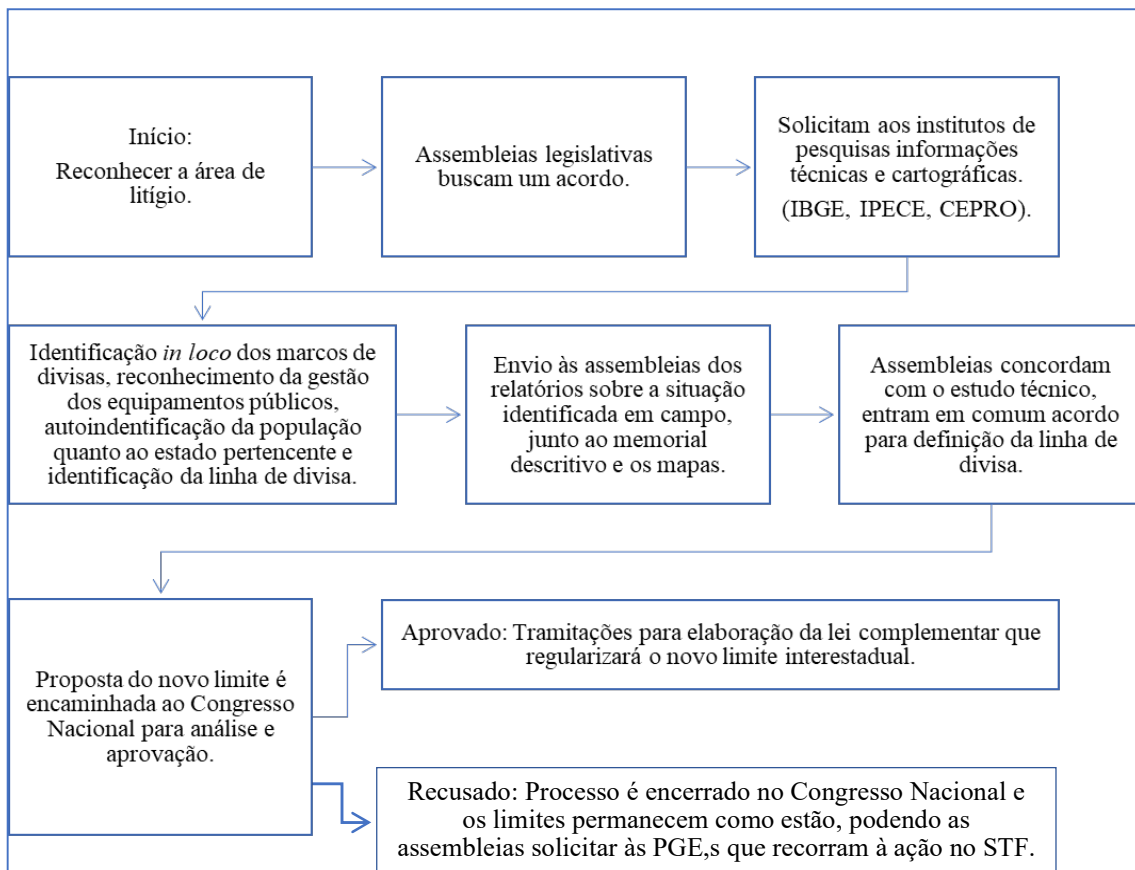 Início:
Reconhecer a área de
litígio.
Assembleias legislativas
buscam um acordo.
Solicitam aos institutos de
pesquisas informações
técnicas e cartográficas.
(IBGE, IPECE, CEPRO).
Identificação in loco dos marcos de
divisas, reconhecimento da gestão
dos equipamentos públicos,
autoindentificação da população
quanto ao estado pertencente e
identificação da linha de divisa.
Envio às assembleias dos
relatórios sobre a situação
identificada em campo,
junto ao memorial
descritivo e os mapas.
Assembleias concordam
com o estudo técnico,
entram em comum acordo
para definição da linha de
divisa.
Proposta do novo limite é
encaminhada ao Congresso
Nacional para análise e
aprovação.
Aprovado: Tramitações para elaboração da lei complementar que
regularizará o novo limite interestadual.
Recusado: Processo é encerrado no Congresso Nacional e
os limites permanecem como estão, podendo as
assembleias solicitar às PGE,s que recorram à ação no STF.